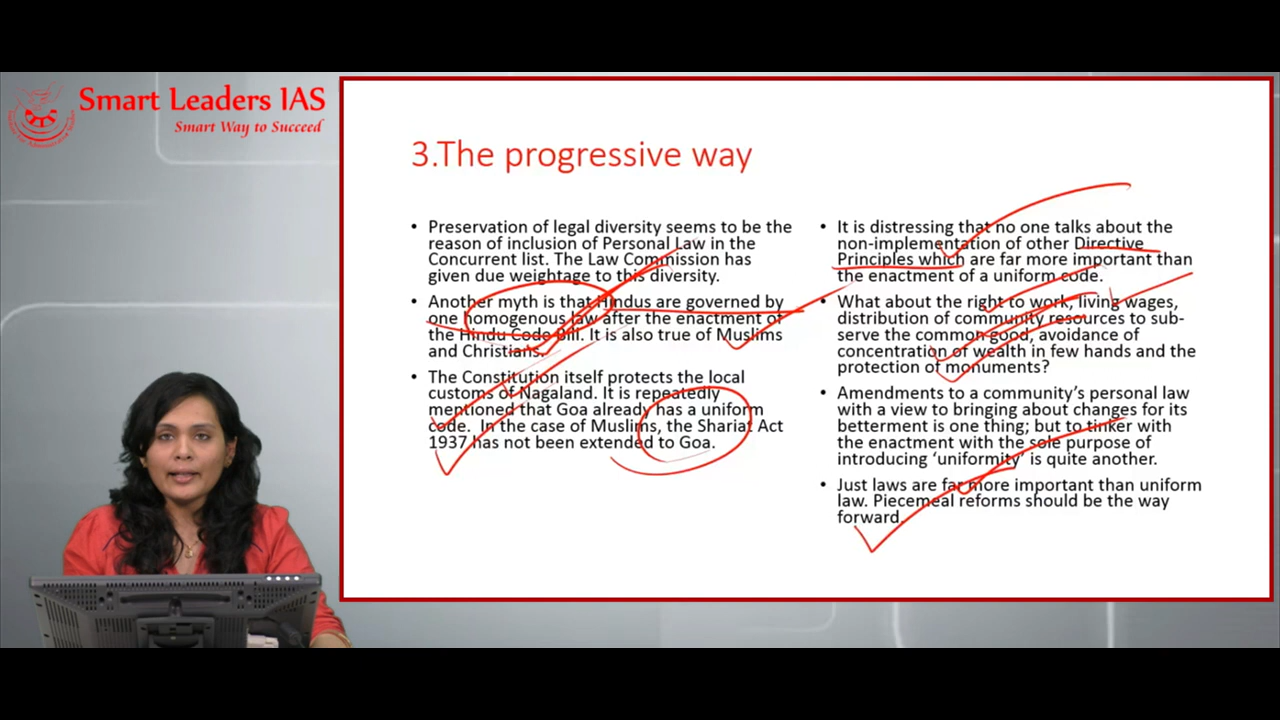 Smart Leaders IAS
Smart Way to Succeed
3.The progressive way
• Preservation of legal diversity seems to be the
reason of inclusion of Personal Law in the
Concurrent list. The Law Commission has
given due weightage to this diversity.
• Another myth is that Hindus are governed by
one homogenous law after the enactment of
the Hindu Code Bill. It is also true of Muslims
and Christians.
• The Constitution itself protects the local
customs of Nagaland. It is repeatedly
mentioned that Goa already has a uniform
code. In the case of Muslims, the Shariat Act
1937 has not been extended to Goa.
• It is distressing that no one talks about the
non-implementation of other Directive
Principles which are far more important than
the enactment of a uniform code.
• What about the right to work, living wages,
distribution of community resources to sub-
serve the common good, avoidance of
concentration of wealth in few hands and the
protection of monuments?
• Amendments to a community's personal law
with a view to bringing about changes for its
betterment is one thing; but to tinker with
the enactment with the sole purpose of
introducing 'uniformity' is quite another.
• Just laws are far more important than uniform
law. Piecemeal reforms should be the way
forward.